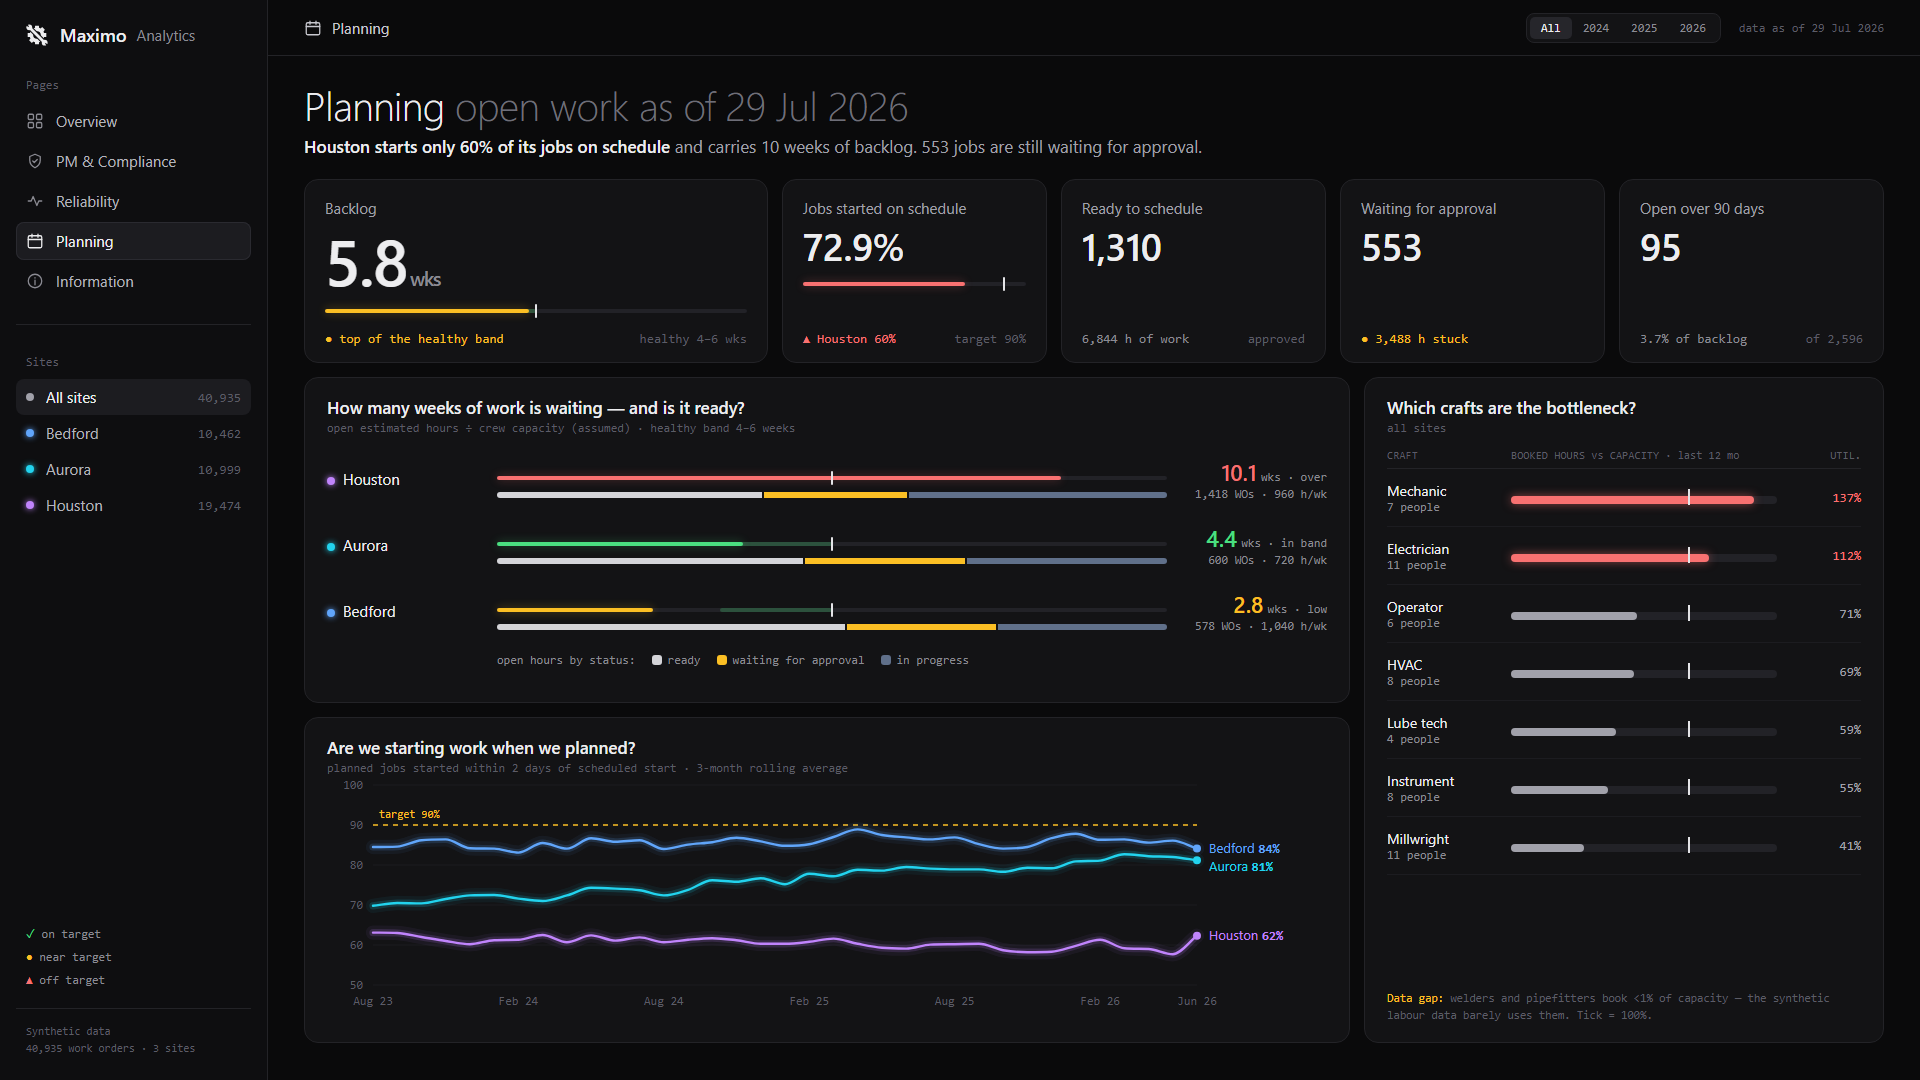 Maximo Analytics
Pages
Overview
PM & Compliance
Reliability
Planning
Information
Sites
All sites 40,935
Bedford 10,462
Aurora 10,999
Houston 19,474
✓ on target
● near target
▲ off target
Synthetic data
40,935 work orders · 3 sites
Planning
All 2024 2025 2026 data as of 29 Jul 2026
Planning open work as of 29 Jul 2026
Houston starts only 60% of its jobs on schedule and carries 10 weeks of backlog. 553 jobs are still waiting for approval.
Backlog
5.8 wks
● top of the healthy band healthy 4–6 wks
Jobs started on schedule
72.9%
▲ Houston 60% target 90%
Ready to schedule
1,310
6,844 h of work approved
Waiting for approval
553
● 3,488 h stuck
Open over 90 days
95
3.7% of backlog of 2,596
How many weeks of work is waiting — and is it ready?
open estimated hours ÷ crew capacity (assumed) · healthy band 4–6 weeks
Houston 10.1 wks · over
1,418 WOs · 960 h/wk
Aurora 4.4 wks · in band
600 WOs · 720 h/wk
Bedford 2.8 wks · low
578 WOs · 1,040 h/wk
open hours by status: ready waiting for approval in progress
Are we starting work when we planned?
planned jobs started within 2 days of scheduled start · 3-month rolling average
100
target 90%
90
80
70
60
50
Bedford 84%
Aurora 81%
Houston 62%
Aug 23 Feb 24 Aug 24 Feb 25 Aug 25 Feb 26 Jun 26
Which crafts are the bottleneck?
all sites
CRAFT BOOKED HOURS vs CAPACITY · last 12 mo UTIL.
Mechanic 137%
7 people
Electrician 112%
11 people
Operator 71%
6 people
HVAC 69%
8 people
Lube tech 59%
4 people
Instrument 55%
8 people
Millwright 41%
11 people
Data gap: welders and pipefitters book <1% of capacity — the synthetic
labour data barely uses them. Tick = 100%.